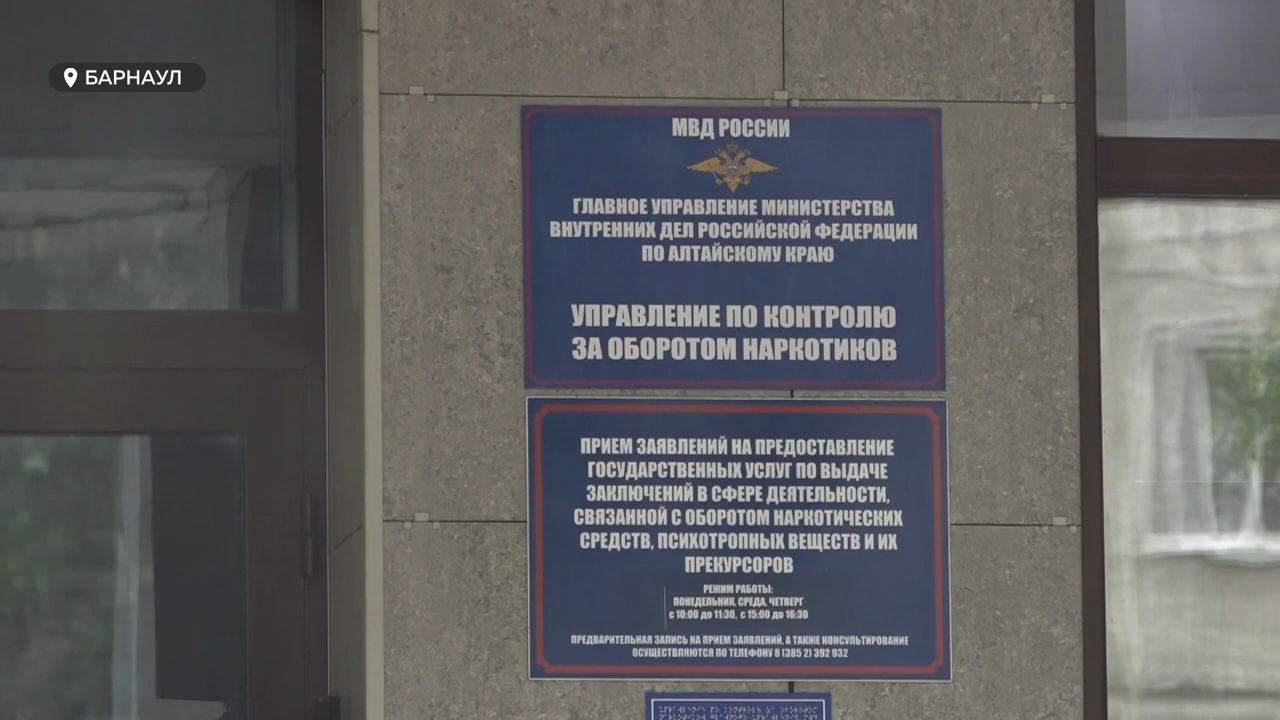 БАРНАУЛ
МВД РОССИИ
ГЛАВНОЕ УПРАВЛЕНИЕ МИНИСТЕРСТВА
ВНУТРЕННИХ ДЕЛ РОССИЙСКОЙ ФЕДЕРАЦИИ
ПО АЛТАЙСКОМУ КРАЮ
УПРАВЛЕНИЕ ПО КОНТРОЛЮ
ЗА ОБОРОТОМ НАРКОТИКОВ
ПРИЕМ ЗАЯВЛЕНИЙ НА ПРЕДОСТАВЛЕНИЕ
ГОСУДАРСТВЕННЫХ УСЛУГ ПО ВЫДАЧЕ
ЗАКЛЮЧЕНИЙ В СФЕРЕ ДЕЯТЕЛЬНОСТИ,
СВЯЗАННОЙ С ОБОРОТОМ НАРКОТИЧЕСКИХ
СРЕДСТВ, ПСИХОТРОПНЫХ ВЕЩЕСТВ И ИХ
ПРЕКУРСОРОВ
РЕЖИМ РАБОТЫ:
ПОНЕДЕЛЬНИК, СРЕДА, ЧЕТВЕРГ
с 10:00 до 11:30, с 15:00 до 16:30
ПРЕДВАРИТЕЛЬНАЯ ЗАПИСЬ НА ПРИЕМ ЗАЯВЛЕНИЙ, А ТАКЖЕ КОНСУЛЬТИРОВАНИЕ
ОСУЩЕСТВЛЯЮТСЯ ПО ТЕЛЕФОНУ 8 (385 2) 392 932